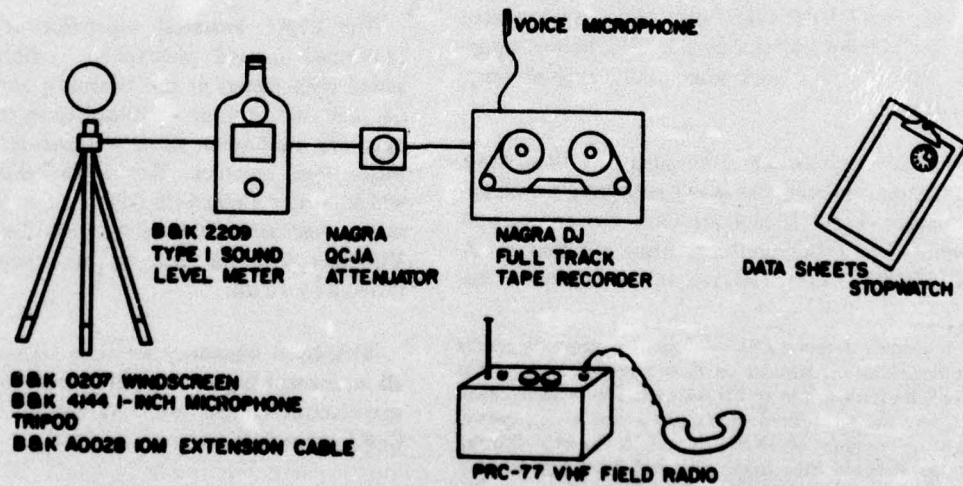 VOICE MICROPHONE
B&K 2209
TYPE I SOUND
LEVEL METER
NAGRA
QCJA
ATTENUATOR
NAGRA DJ
FULL TRACK
TAPE RECORDER
DATA SHEETS
STOPWATCH
B&K 0207 WINDSCREEN
B&K 4144 1-INCH MICROPHONE
TRIPOD
B&K A0028 10M EXTENSION CABLE
PRC-77 VHF FIELD RADIO